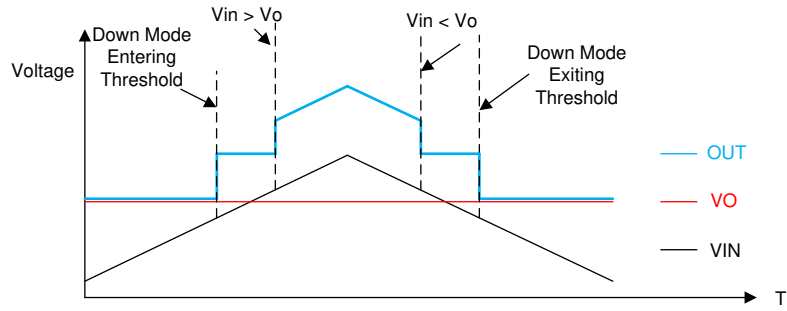 Vin > Vo
Vin < Vo
Down Mode
Entering
Threshold
Down Mode
Exiting
Threshold
Voltage
OUT
VO
VIN
T